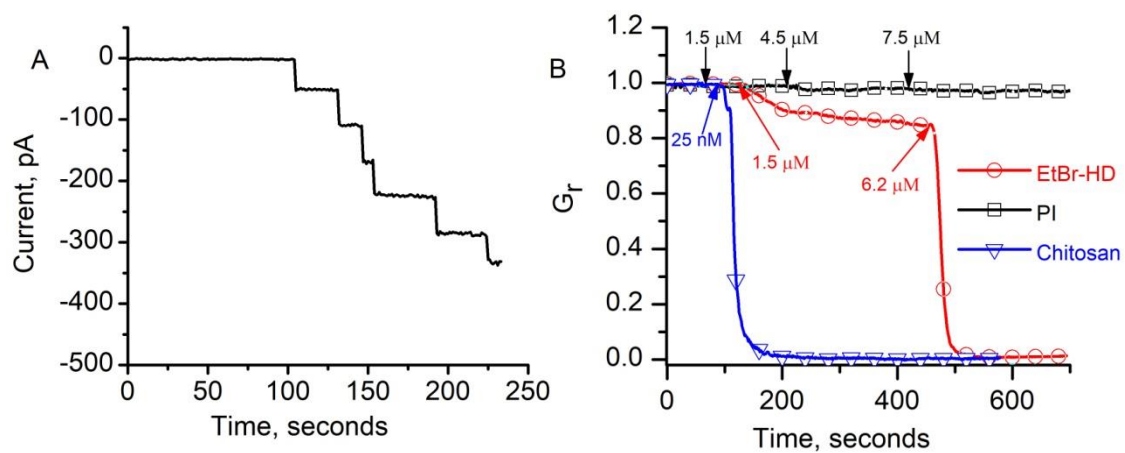 A
0
-100
-200
-300
-400
-500
Current, pA
0
50
100
150
200
250
Time, seconds
B
1.2
1.0
0.8
0.6
0.4
0.2
0.0
Gr
1.5 μM
4.5 μM
7.5 μM
25 nM
1.5 μM
6.2 μM
EtBr-HD
PI
Chitosan
0
200
400
600
Time, seconds